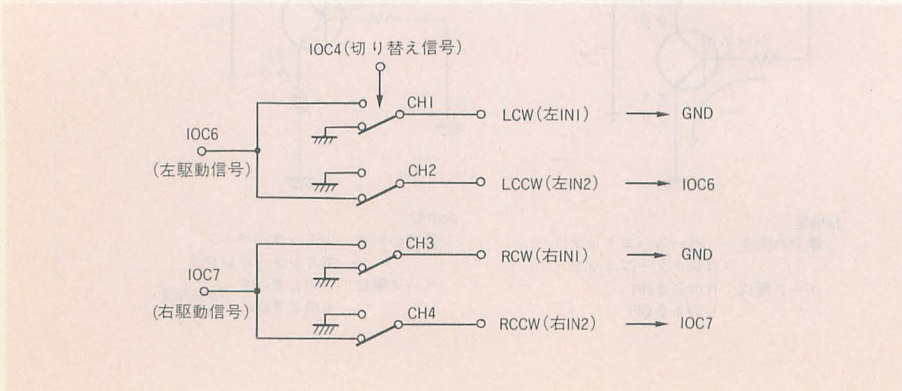 IOC4(切り替え信号)
CH1
LCW(左IN1) → GND
IOC6
(左駆動信号)
CH2
LCCW(左IN2) → IOC6
CH3
RCW(右IN1) → GND
IOC7
(右駆動信号)
CH4
RCCW(右IN2) → IOC7